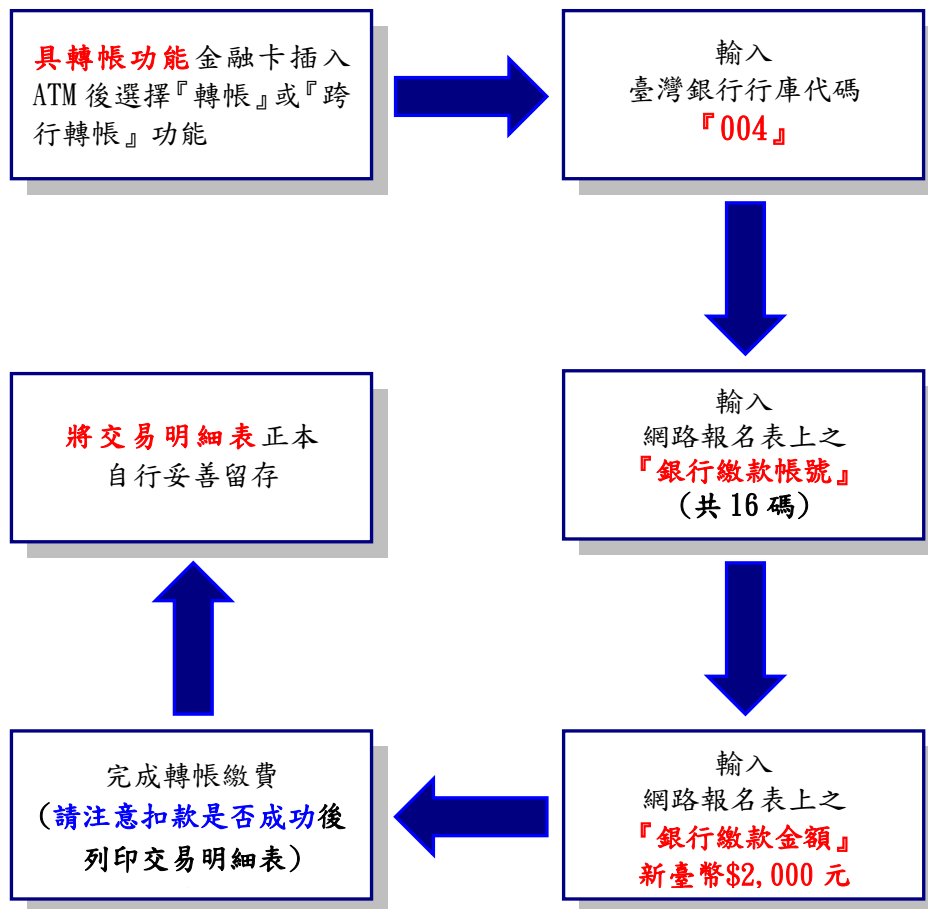 具轉帳功能金融卡插入
ATM 後選擇『轉帳』或『跨
行轉帳』功能
輸入
臺灣銀行行庫代碼
『004』
輸入
網路報名表上之
『銀行繳款帳號』
(共 16 碼)
輸入
網路報名表上之
『銀行繳款金額』
新臺幣$2,000 元
完成轉帳繳費
(請注意扣款是否成功後
列印交易明細表)
將交易明細表正本
自行妥善留存